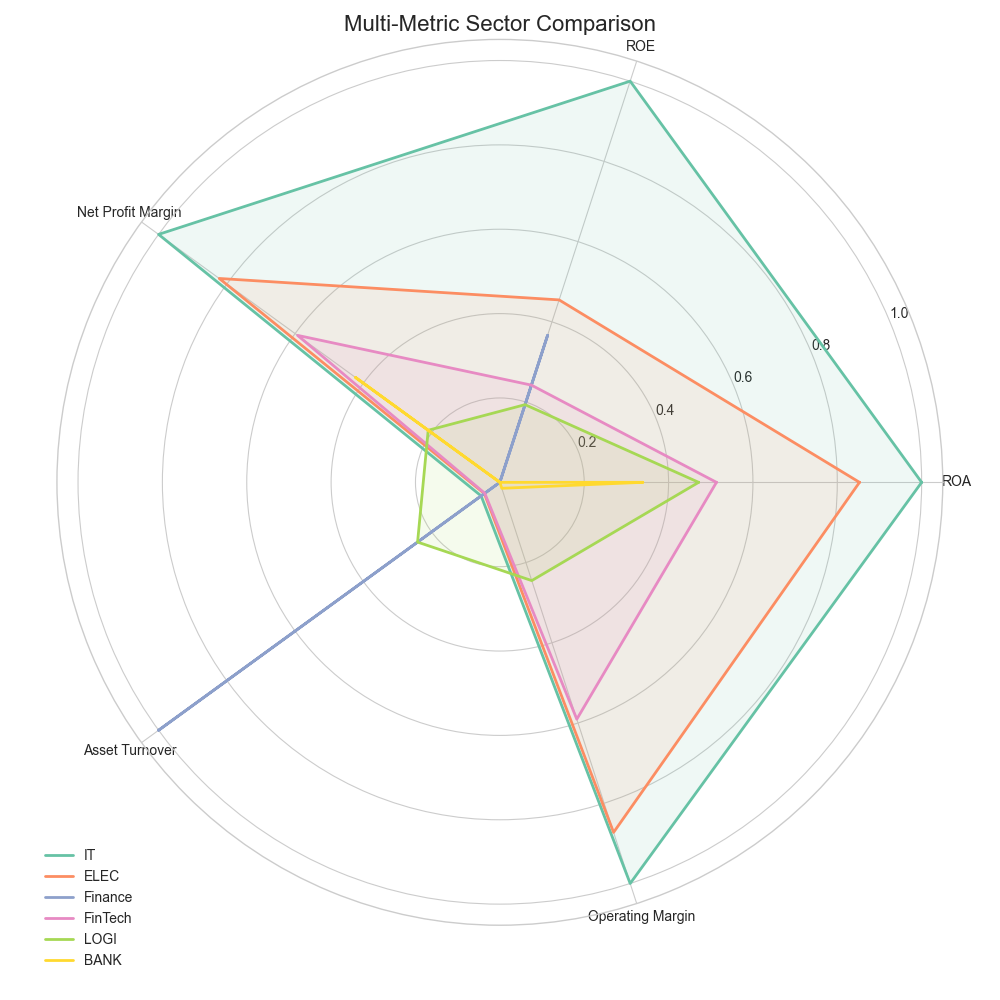 Multi-Metric Sector Comparison
ROE
Net Profit Margin
1.0
0.8
0.6
0.4
0.2
ROA
Asset Turnover
Operating Margin
IT
ELEC
Finance
FinTech
LOGI
BANK